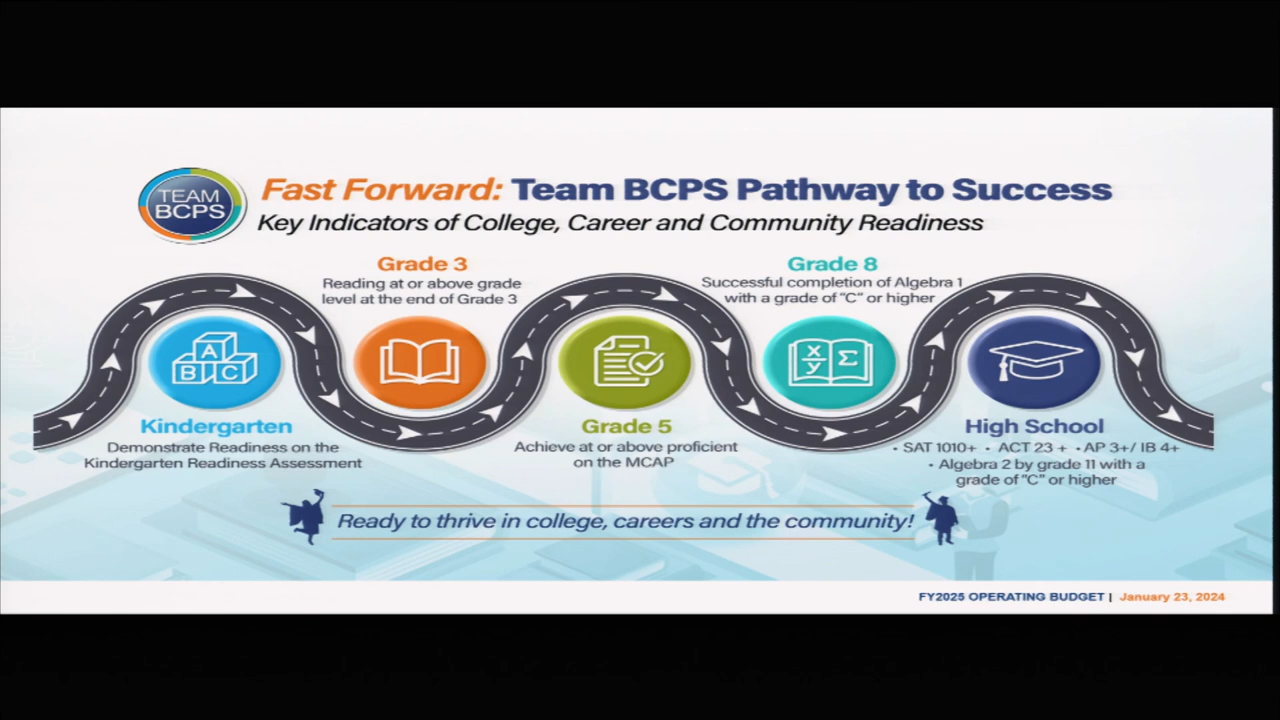 TEAM
BCPS
Fast Forward: Team BCPS Pathway to Success
Key Indicators of College, Career and Community Readiness
Grade 3
Reading at or above grade
level at the end of Grade 3
Grade 8
Successful completion of Algebra 1
with a grade of "C" or higher
A
B C
x
y
Σ
Kindergarten
Demonstrate Readiness on the
Kindergarten Readiness Assessment
Grade 5
Achieve at or above proficient
on the MCAP
High School
• SAT 1010+ • ACT 23 + • AP 3+/ IB 4+
• Algebra 2 by grade 11 with a
grade of "C" or higher
Ready to thrive in college, careers and the community!
FY2025 OPERATING BUDGET | January 23, 2024